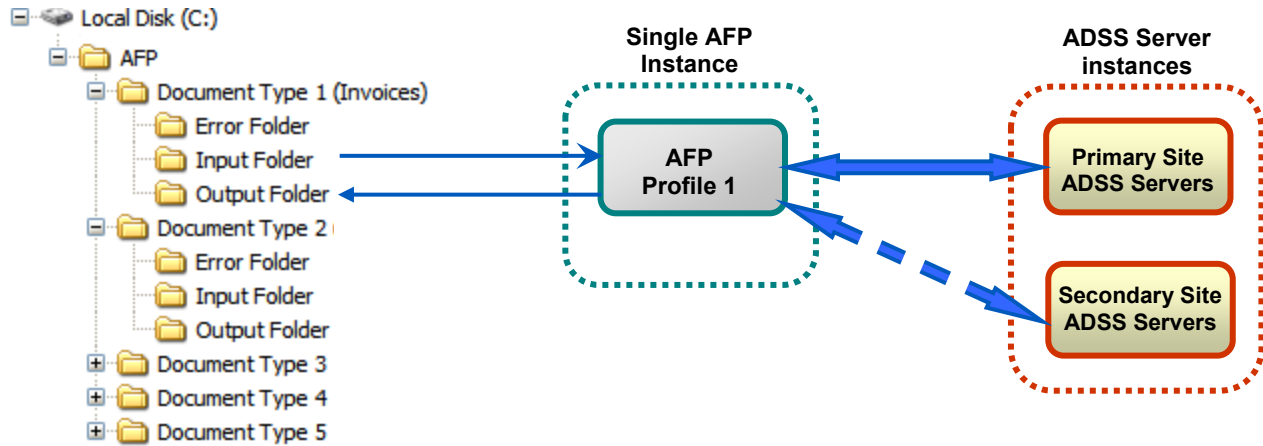 Local Disk (C:)
AFP
Document Type 1 (Invoices)
Error Folder
Input Folder
Output Folder
Document Type 2
Error Folder
Input Folder
Output Folder
Document Type 3
Document Type 4
Document Type 5
Single AFP
Instance
AFP
Profile 1
ADSS Server
instances
Primary Site
ADSS Servers
Secondary Site
ADSS Servers